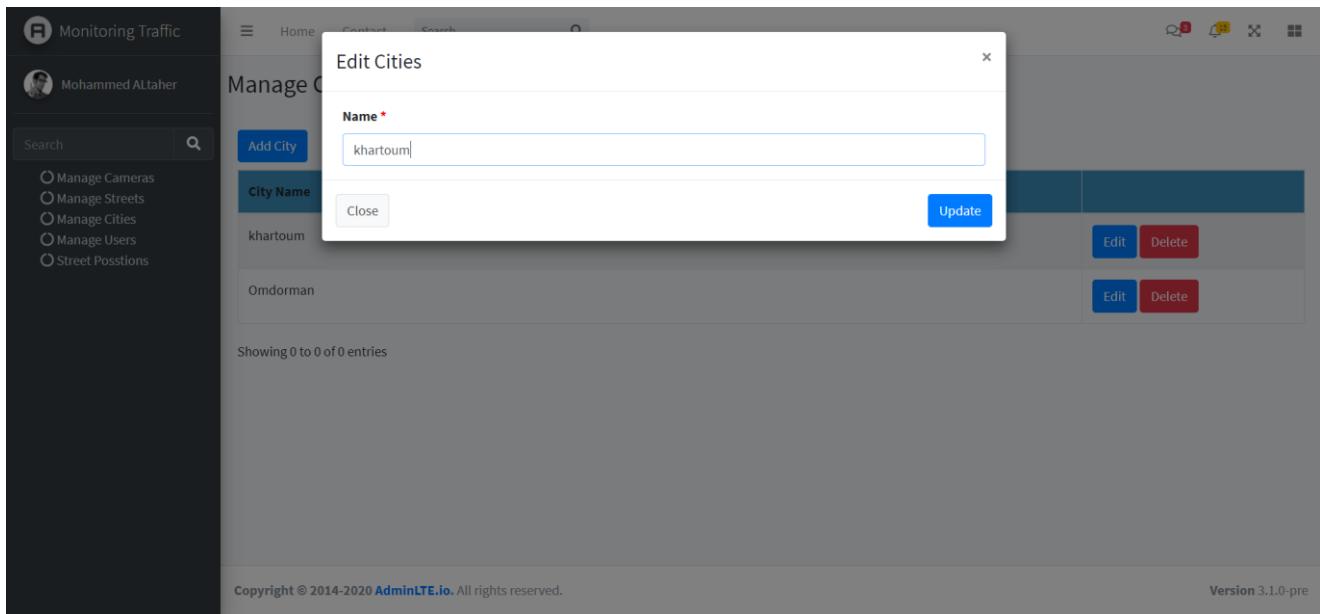 Monitoring Traffic
Home Contact Search
Mohammed ALtaher
Search
Manage Cameras
Manage Streets
Manage Cities
Manage Users
Street Posstions
Manage C
Add City
City Name
khartoum
Edit Delete
Omdorman
Edit Delete
Showing 0 to 0 of 0 entries
Edit Cities
×
Name *
khartoum
Close
Update
Copyright © 2014-2020 AdminLTE.io. All rights reserved.
Version 3.1.0-pre